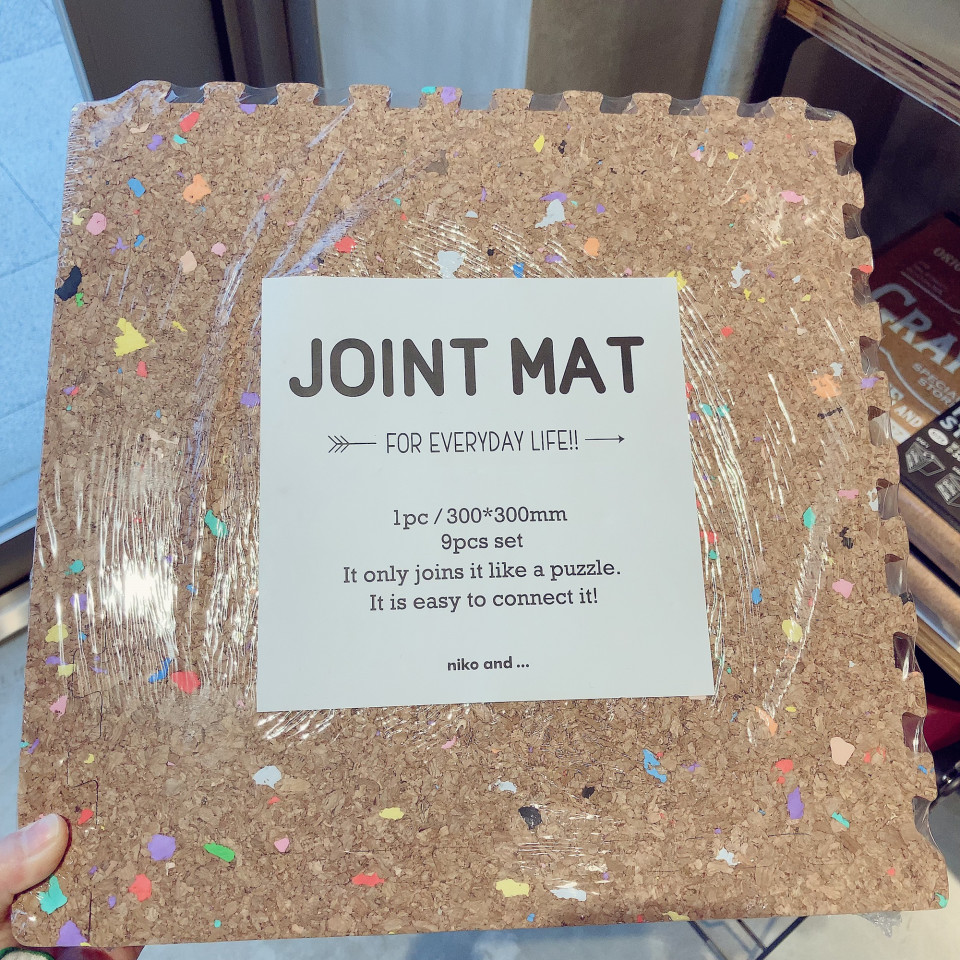 JOINT MAT
FOR EVERYDAY LIFE!!
1pc / 300*300mm
9pcs set
It only joins it like a puzzle.
It is easy to connect it!
niko and ...
SPECIAL